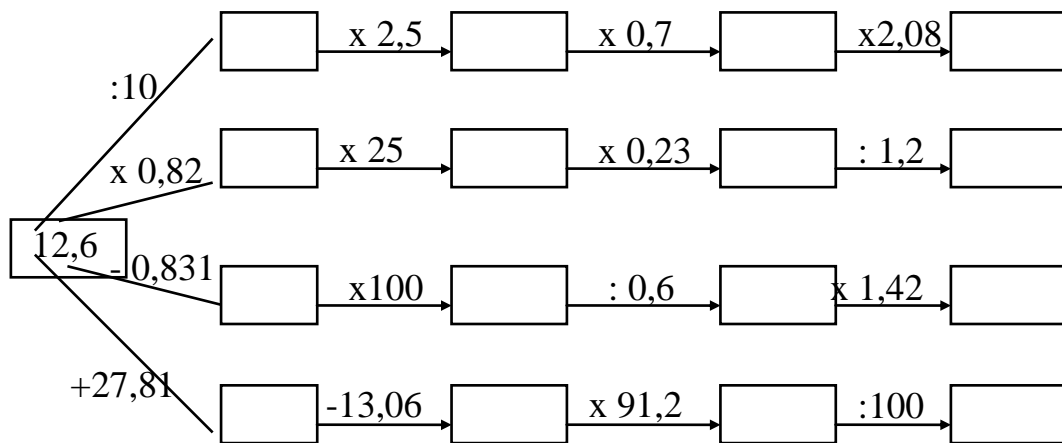 x 2,5 x 0,7 x2,08
:10
x 25 x 0,23 : 1,2
x 0,82
12,6
- 0,831
x100 : 0,6 x 1,42
+27,81
-13,06 x 91,2 :100